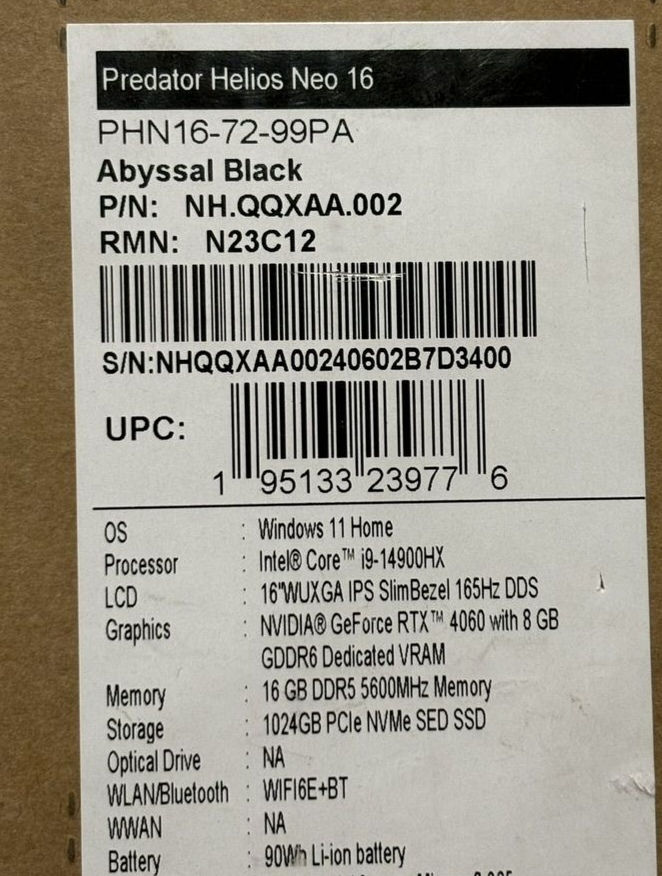 Predator Helios Neo 16
PHN16-72-99PA
Abyssal Black
P/N: NH.QQXAA.002
RMN: N23C12
S/N:NHQQXAA00240602B7D3400
UPC:
1 95133 23977 6
OS : Windows 11 Home
Processor : Intel® Core™ i9-14900HX
LCD : 16"WUXGA IPS SlimBezel 165Hz DDS
Graphics : NVIDIA® GeForce RTX™ 4060 with 8 GB
GDDR6 Dedicated VRAM
Memory : 16 GB DDR5 5600MHz Memory
Storage : 1024GB PCIe NVMe SED SSD
Optical Drive : NA
WLAN/Bluetooth : WIFI6E+BT
WWAN : NA
Battery : 90Wh Li-ion battery